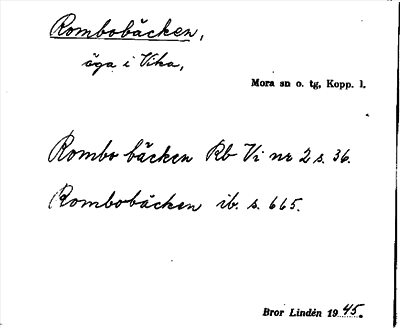 Rombobäcken,
äga i Vika,
Mora sn o. tg, Kopp. l.
Rombo bäcken Rb Vi nr 2 s. 36.
Rombobäcken ib. s. 665.
Bror Lindén 1945.